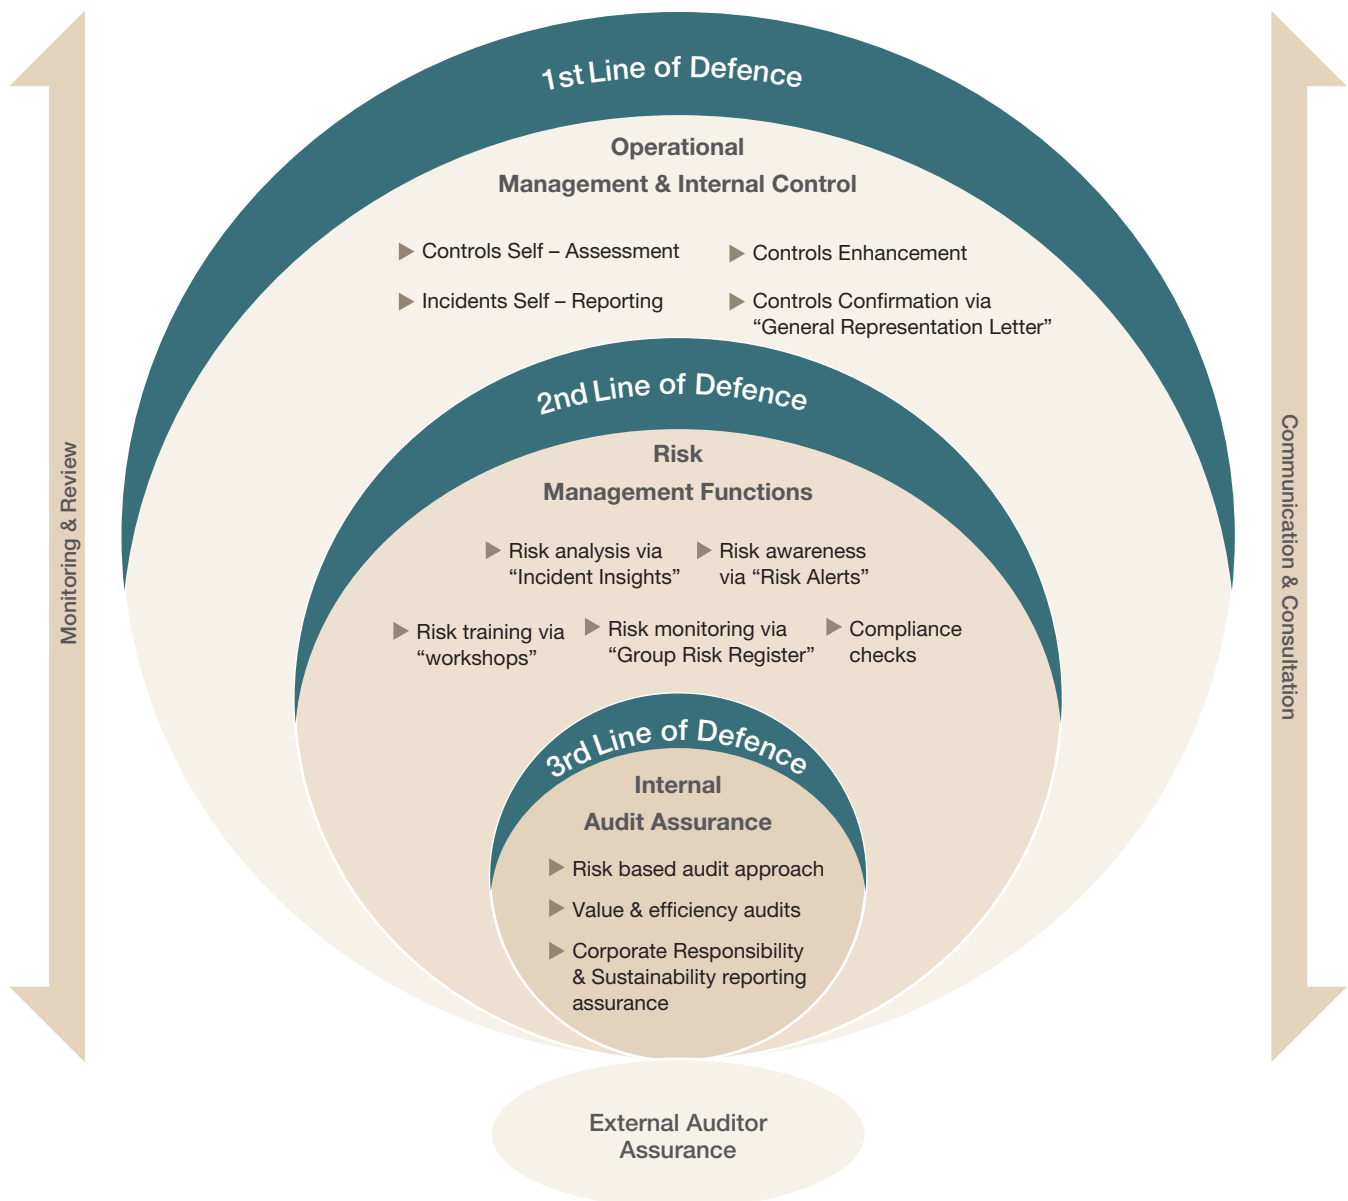 1st Line of Defence
Operational
Management & Internal Control
Controls Self – Assessment
Controls Enhancement
Incidents Self – Reporting
Controls Confirmation via
“General Representation Letter”
2nd Line of Defence
Risk
Management Functions
Risk analysis via
“Incident Insights”
Risk awareness
via “Risk Alerts”
Risk training via
“workshops”
Risk monitoring via
“Group Risk Register”
Compliance
checks
3rd Line of Defence
Internal
Audit Assurance
Risk based audit approach
Value & efficiency audits
Corporate Responsibility
& Sustainability reporting
assurance
External Auditor
Assurance
Monitoring & Review
Communication & Consultation